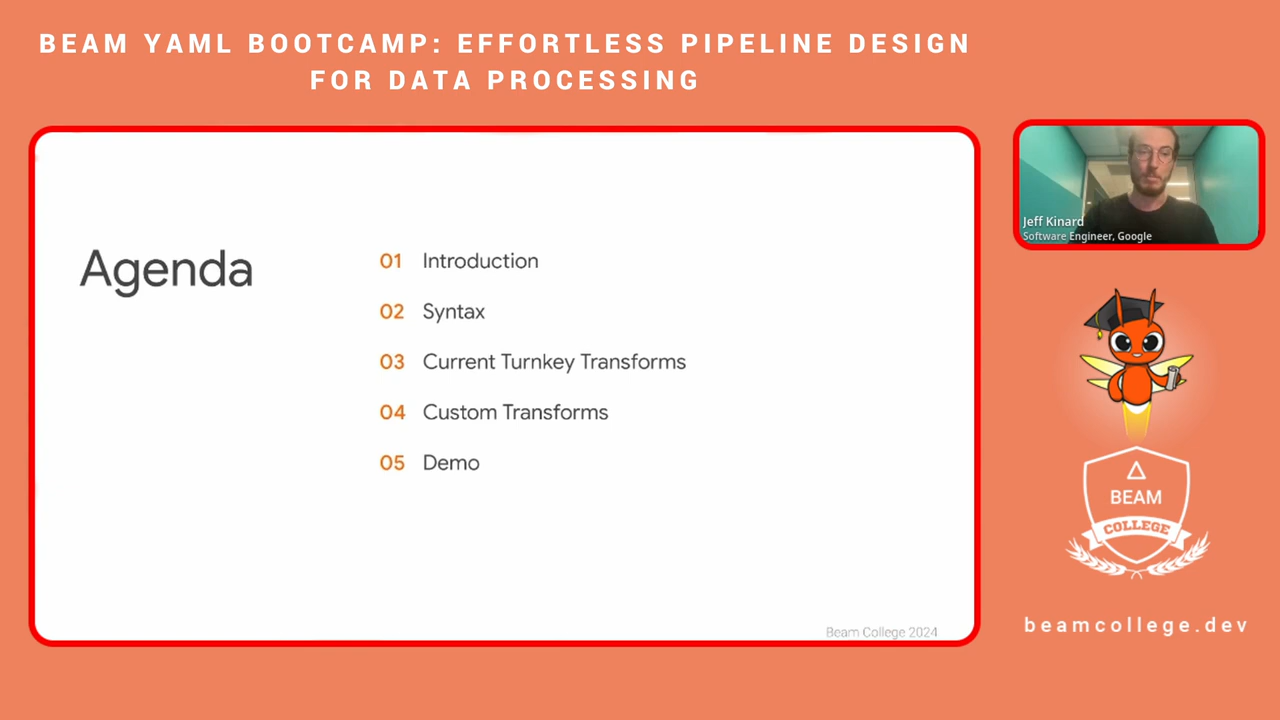 BEAM YAML BOOTCAMP: EFFORTLESS PIPELINE DESIGN
FOR DATA PROCESSING
Agenda
01 Introduction
02 Syntax
03 Current Turnkey Transforms
04 Custom Transforms
05 Demo
Beam College 2024
Jeff Kinard
Software Engineer, Google
BEAM
COLLEGE
beamcollege.dev